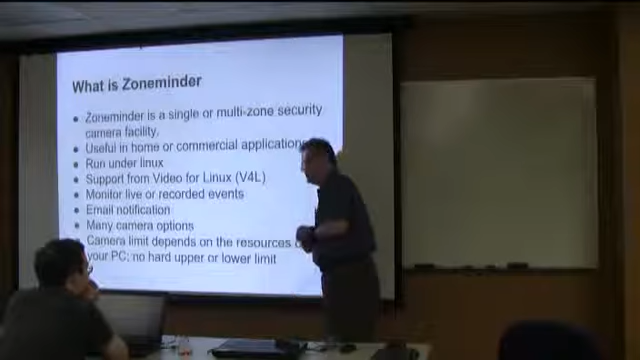 What is Zoneminder
Zoneminder is a single or multi-zone security
camera facility.
Useful in home or commercial applications
Run under linux
Support from Video for Linux (V4L)
Monitor live or recorded events
Email notification
Many camera options
Camera limit depends on the resources
your PC; no hard upper or lower limit